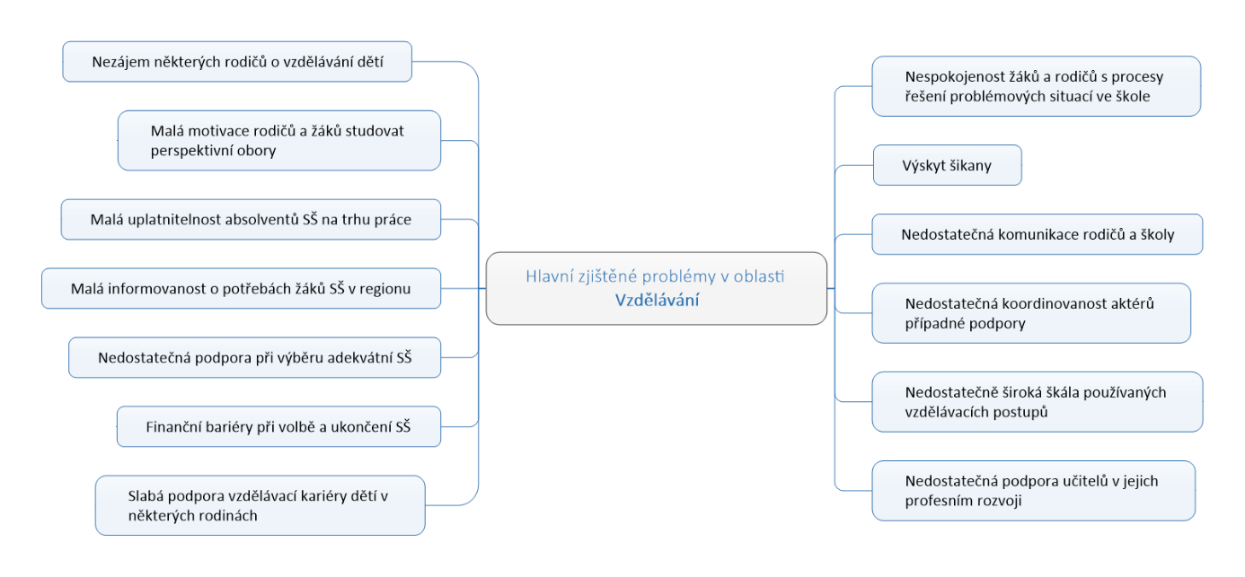 Nezájem některých rodičů o vzdělávání dětí
Malá motivace rodičů a žáků studovat
perspektivní obory
Malá uplatnitelnost absolventů SŠ na trhu práce
Malá informovanost o potřebách žáků SŠ v regionu
Nedostatečná podpora při výběru adekvátní SŠ
Finanční bariéry při volbě a ukončení SŠ
Slabá podpora vzdělávací kariéry dětí v
některých rodinách
Hlavní zjištěné problémy v oblasti
Vzdělávání
Nespokojenost žáků a rodičů s procesy
řešení problémových situací ve škole
Výskyt šikany
Nedostatečná komunikace rodičů a školy
Nedostatečná koordinovanost aktérů
případné podpory
Nedostatečně široká škála používaných
vzdělávacích postupů
Nedostatečná podpora učitelů v jejich
profesním rozvoji